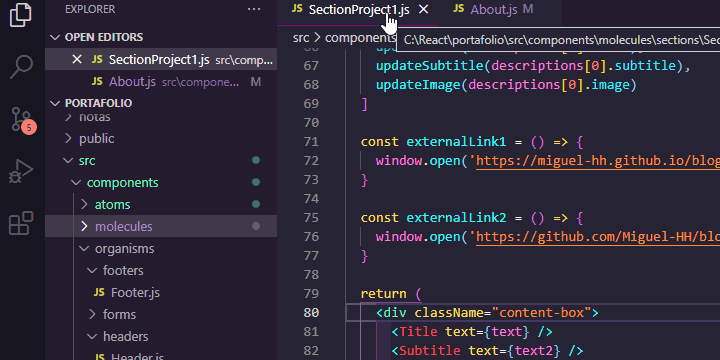 EXPLORER
OPEN EDITORS
SectionProject1.js src\comp...
About.js src\compone... M
PORTAFOLIO
notas
public
src
components
atoms
molecules
organisms
footers
JS Footer.js
forms
headers
JS Header.js
5
JS SectionProject1.js
JS About.js M
src > components
C:\React\portafolio\src\components\molecules\sections\Sec
67 updateSubtitle(descriptions[0].subtitle),
68 updateImage(descriptions[0].image)
69 ]
70
71 const externalLink1 = () => {
72 window.open('https://miguel-hh.github.io/blog
73 }
74
75 const externalLink2 = () => {
76 window.open('https://github.com/Miguel-HH/blo
77 }
78
79 return (
80 <div className="content-box">
81 <Title text={text} />
82 <Subtitle text={text2} />